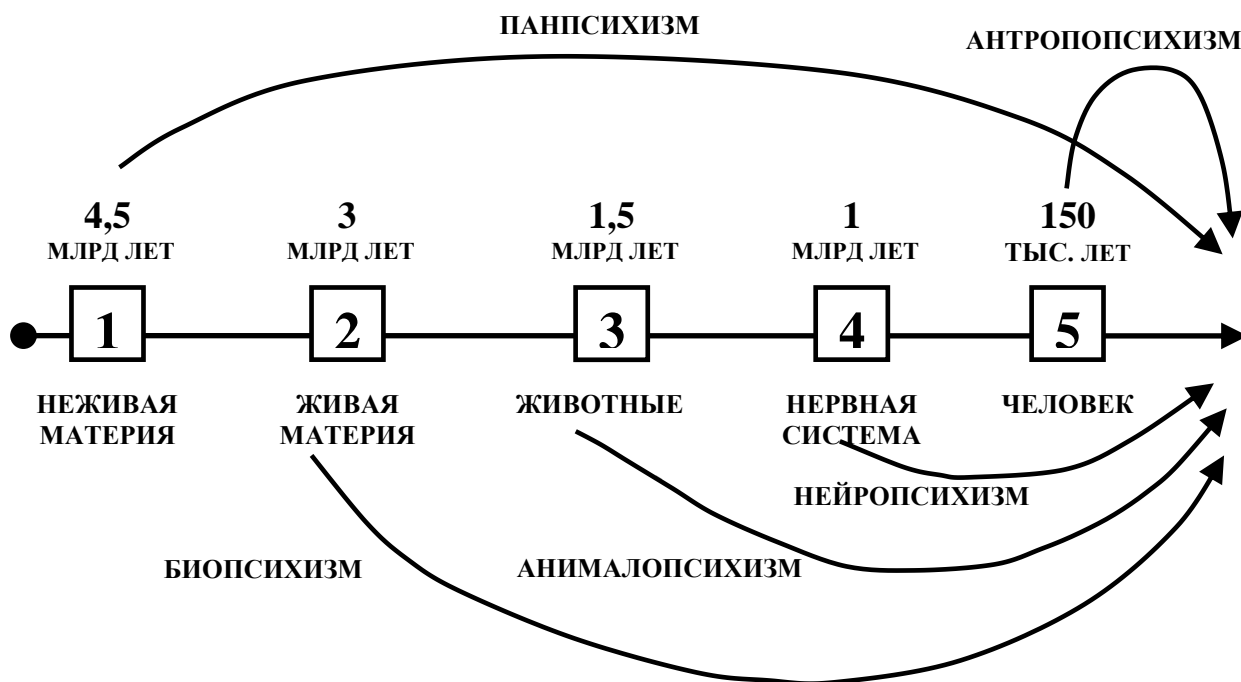 ПАНПСИХИЗМ
АНТРОПОПСИХИЗМ
4,5
МЛРД ЛЕТ
3
МЛРД ЛЕТ
1,5
МЛРД ЛЕТ
1
МЛРД ЛЕТ
150
ТЫС. ЛЕТ
1
2
3
4
5
НЕЖИВАЯ
МАТЕРИЯ
ЖИВАЯ
МАТЕРИЯ
ЖИВОТНЫЕ
НЕРВНАЯ
СИСТЕМА
ЧЕЛОВЕК
НЕЙРОПСИХИЗМ
БИОПСИХИЗМ
АНИМАЛОПСИХИЗМ